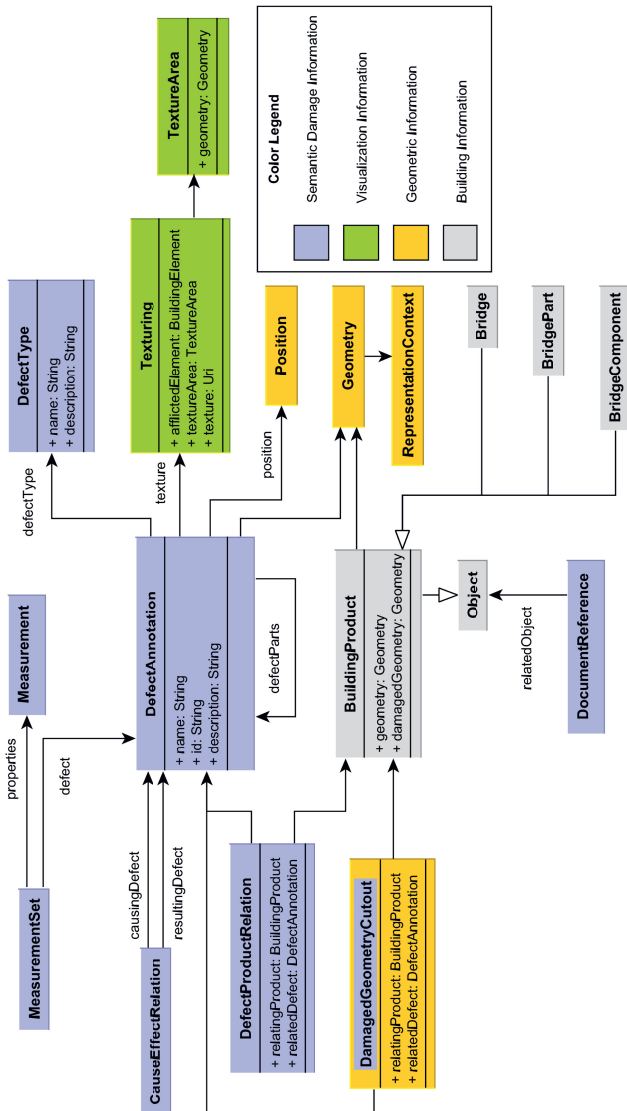 MeasurementSet
properties
Measurement
defect
defectType
DefectType
+ name: String
+ description: String
CauseEffectRelation
causingDefect
resultingDefect
DefectAnnotation
+ name: String
+ id: String
+ description: String
defectParts
texture
Texturing
+ afflictedElement: BuildingElement
+ textureArea: TextureArea
+ texture: Uri
TextureArea
+ geometry: Geometry
position
Position
DefectProductRelation
+ relatingProduct: BuildingProduct
+ relatedDefect: DefectAnnotation
DamagedGeometryCutout
+ relatingProduct: BuildingProduct
+ relatedDefect: DefectAnnotation
BuildingProduct
+ geometry: Geometry
+ damagedGeometry: Geometry
Geometry
RepresentationContext
Object
relatedObject
DocumentReference
Bridge
BridgePart
BridgeComponent
Color Legend
Semantic Damage Information
Visualization Information
Geometric Information
Building Information